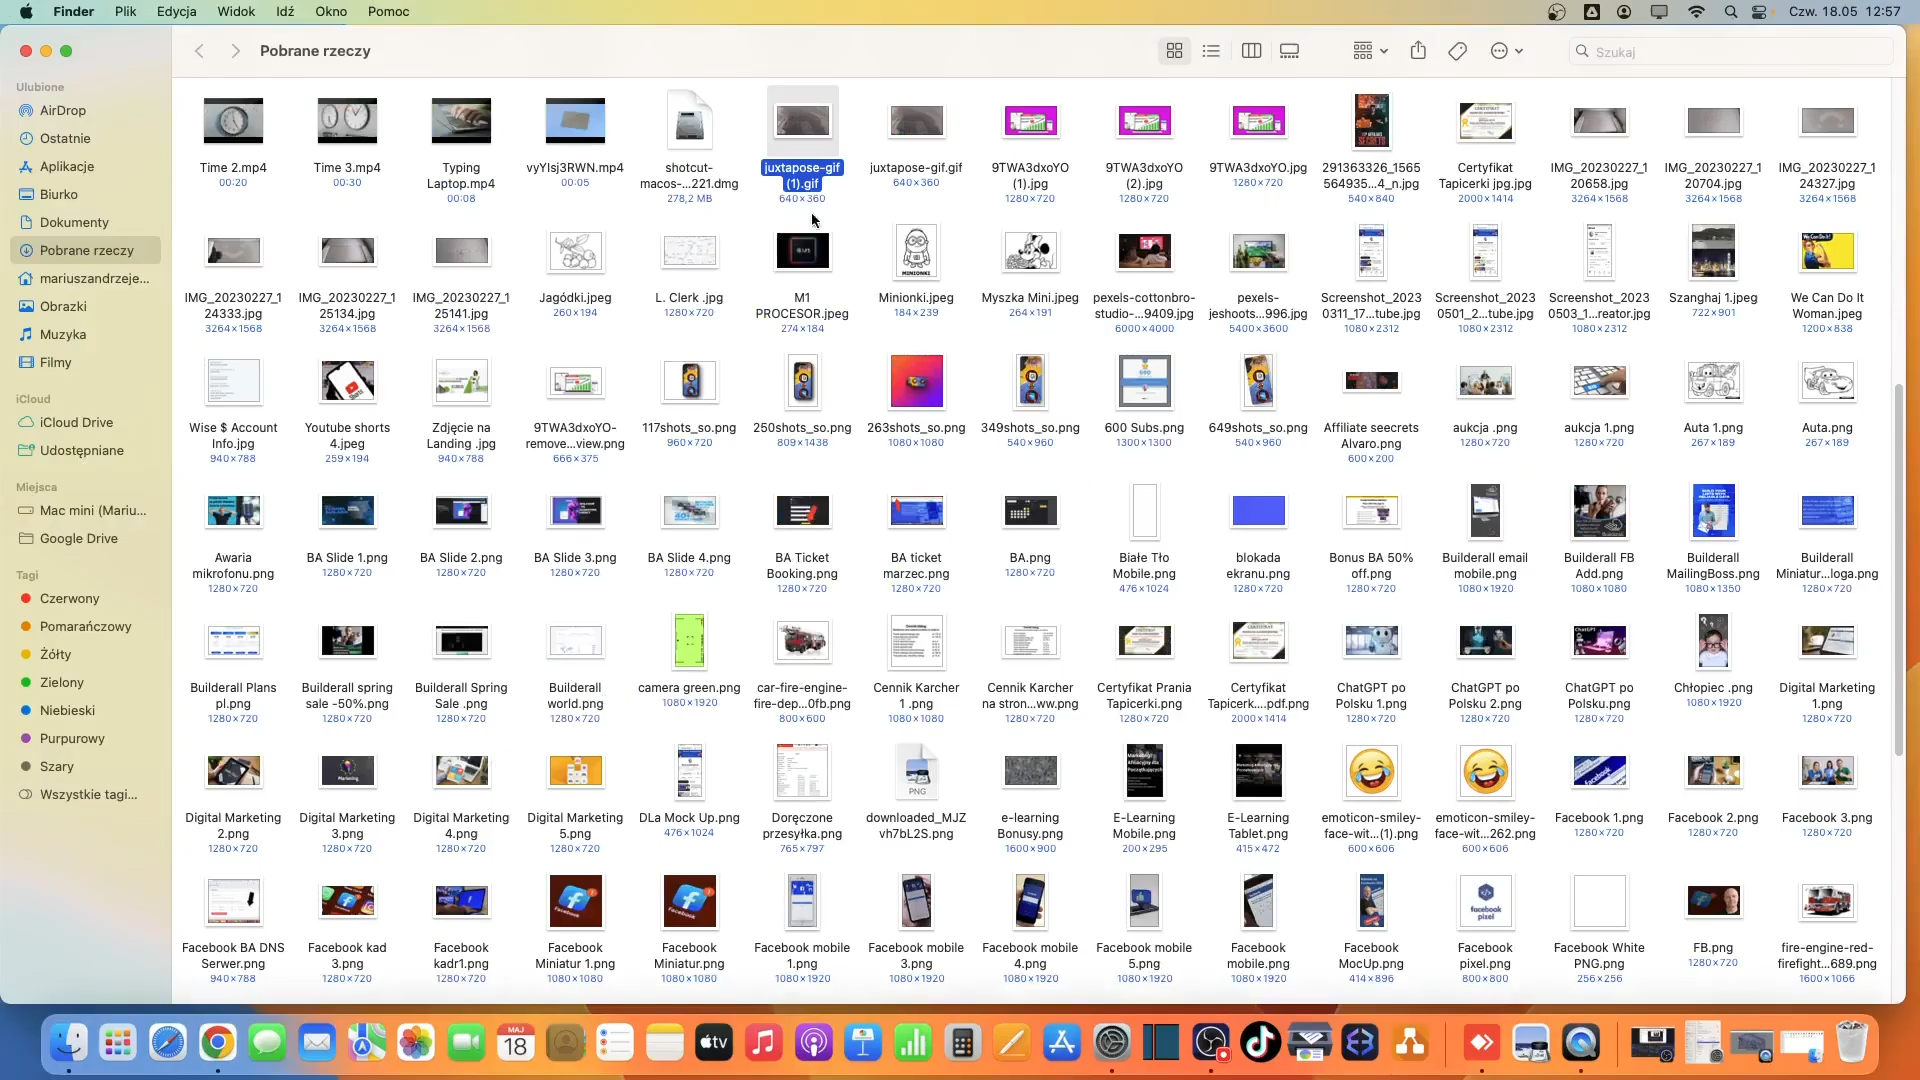 Finder Plik Edycja Widok Idź Okno Pomoc Czw. 18.05 12:57
Pobrane rzeczy Szukaj
Ulubione
AirDrop
Ostatnie
Aplikacje
Biurko
Dokumenty
Pobrane rzeczy
mariuszandrzeje...
Obrazki
Muzyka
Filmy
iCloud
iCloud Drive
Udostępniane
Miejsca
Mac mini (Mariu...
Google Drive
Tagi
Czerwony
Pomarańczowy
Żółty
Zielony
Niebieski
Purpurowy
Szary
Wszystkie tagi...
Time 2.mp4 Time 3.mp4 Typing vyYIsj3RWN.mp4 shotcut- juxtapose-gif juxtapose-gif.gif 9TWA3dxoYO 9TWA3dxoYO 9TWA3dxoYO.jpg 291363326_1565 Certyfikat IMG_20230227_1 IMG_20230227_1 IMG_20230227_1
00:20 00:30 Laptop.mp4 00:05 macos-...221.dmg (1).gif 640×360 (1).jpg (2).jpg 1280×720 564935...4_n.jpg Tapicerki jpg.jpg 20658.jpg 20704.jpg 24327.jpg
00:08 278,2 MB 640×360 1280×720 1280×720 540×840 2000×1414 3264×1568 3264×1568 3264×1568
MINIONKI
IMG_20230227_1 IMG_20230227_1 IMG_20230227_1 Jagódki.jpeg L. Clerk .jpg M1 Minionki.jpeg Myszka Mini.jpeg pexels-cottonbro- pexels- Screenshot_2023 Screenshot_2023 Screenshot_2023 Szanghaj 1.jpeg We Can Do It
24333.jpg 25134.jpg 25141.jpg 260×194 1280×720 PROCESOR.jpeg 184×239 264×191 studio-...9409.jpg jeshoots...996.jpg 0311_17...tube.jpg 0501_2...tube.jpg 0503_1...reator.jpg 722×901 Woman.jpeg
3264×1568 3264×1568 3264×1568 274×184 6000×4000 5400×3600 1080×2312 1080×2312 1080×2312 1200×838
Wise $ Account Youtube shorts Zdjęcie na 9TWA3dxoYO- 117shots_so.png 250shots_so.png 263shots_so.png 349shots_so.png 600 Subs.png 649shots_so.png Affiliate seecrets aukcja .png aukcja 1.png Auta 1.png Auta.png
Info.jpg 4.jpeg Landing .jpg remove...view.png 960×720 809×1438 1080×1080 540×960 1300×1300 540×960 Alvaro.png 1280×720 1280×720 267×189 267×189
940×788 259×194 940×788 666×375 600×200
Awaria BA Slide 1.png BA Slide 2.png BA Slide 3.png BA Slide 4.png BA Ticket BA ticket BA.png Białe Tło blokada Bonus BA 50% Builderall email Builderall FB Builderall Builderall
mikrofonu.png 1280×720 1280×720 1280×720 1280×720 Booking.png marzec.png 1280×720 Mobile.png ekranu.png off.png mobile.png Add.png MailingBoss.png Miniatur...loga.png
1280×720 1280×720 1280×720 476×1024 1280×720 1280×720 1080×1920 1080×1080 1080×1350 1280×720
ChatGPT
Builderall Plans Builderall spring Builderall Spring Builderall camera green.png car-fire-engine- Cennik Karcher Cennik Karcher Certyfikat Prania Certyfikat ChatGPT po ChatGPT po ChatGPT po Chłopiec .png Digital Marketing
pl.png sale -50%.png Sale .png world.png 1080×1920 fire-dep...0fb.png 1 .png na stron...ww.png Tapicerki.png Tapicerk....pdf.png Polsku 1.png Polsku 2.png Polsku.png 1080×1920 1.png
1280×720 1280×720 1280×720 1280×720 800×600 1080×1080 1280×720 1280×720 2000×1414 1280×720 1280×720 1280×720 1280×720
PNG
Digital Marketing Digital Marketing Digital Marketing Digital Marketing DLa Mock Up.png Doręczone downloaded_MJZ e-learning E-Learning E-Learning emoticon-smiley- emoticon-smiley- Facebook 1.png Facebook 2.png Facebook 3.png
2.png 3.png 4.png 5.png 476×1024 przesyłka.png vh7bL2S.png Bonusy.png Mobile.png Tablet.png face-wit...(1).png face-wit...262.png 1280×720 1280×720 1280×720
1280×720 1280×720 1280×720 1280×720 765×797 1600×900 200×295 415×472 600×606 600×606
facebook
pixel
Facebook BA DNS Facebook kad Facebook Facebook Facebook Facebook mobile Facebook mobile Facebook mobile Facebook mobile Facebook Facebook Facebook Facebook White FB.png fire-engine-red-
Serwer.png 3.png kadr1.png Miniatur 1.png Miniatur.png 1.png 3.png 4.png 5.png mobile.png MocUp.png pixel.png PNG.png 1280×720 firefight...689.png
940×788 1280×720 1280×720 1080×1080 1080×1080 1080×1920 1080×1920 1080×1920 1080×1920 1080×1920 414×896 800×800 256×256 1600×1066
MAJ
18
tv